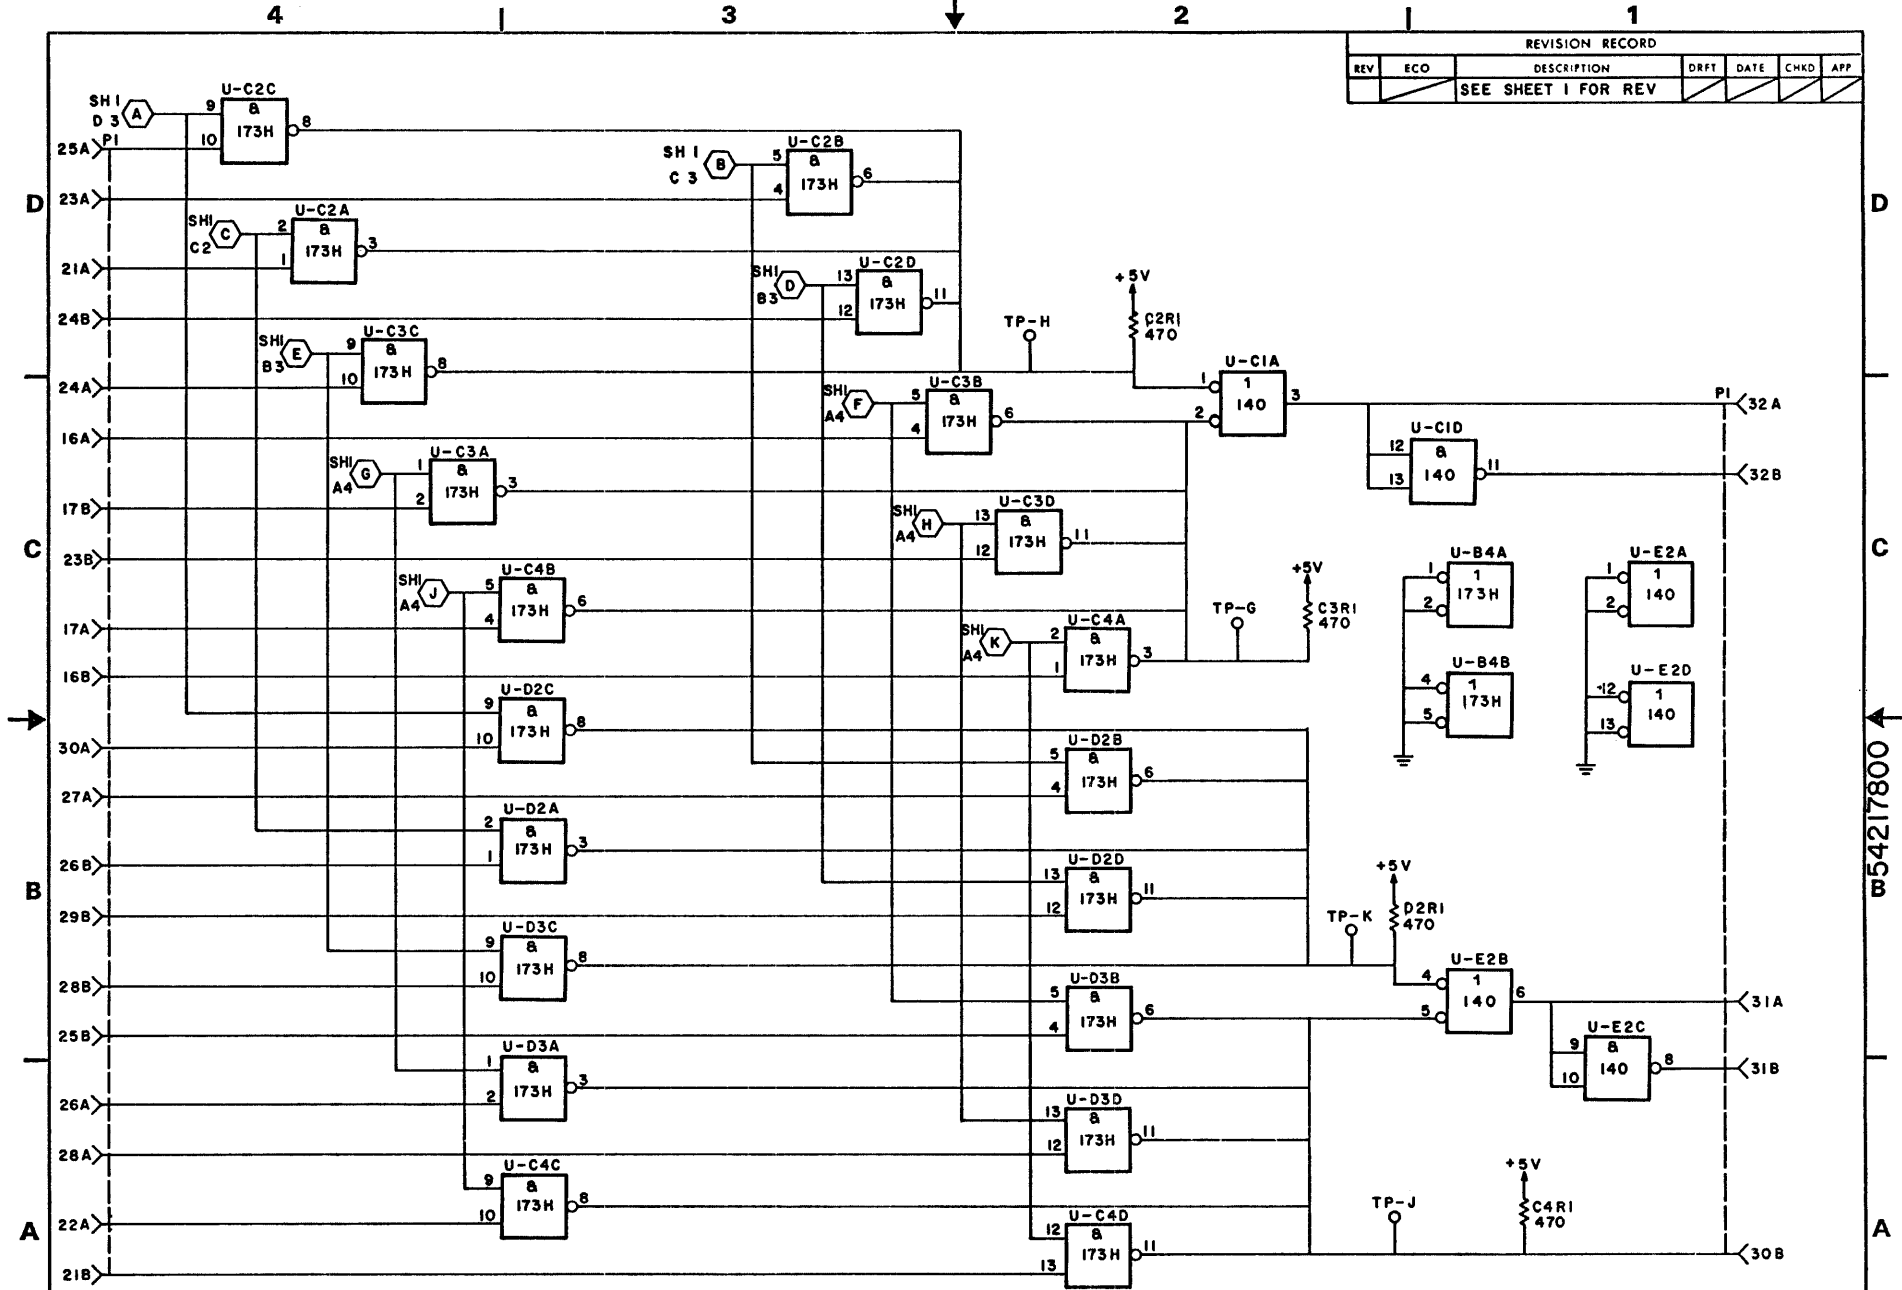 4 3 2 1
REVISION RECORD
REV ECO DESCRIPTION DRFT DATE CHKD APP
SEE SHEET 1 FOR REV
U-C2C
SH1 A 9 & 8
D3 173H
25A P1 10
U-C2B
SH1 B 5 & 6
C3 173H
D 23A 4 D
U-C2A
SH1 C 2 & 3
C2 173H
21A 1
U-C2D
SH1 D 13 & 11
B3 173H
24B 12
+5V
C2R1
470
TP-H
U-C3C
SH1 E 9 & 8
B3 173H
24A 10
U-C1A
1 1 3
2 140
P1 32A
U-C3B
SH1 F 5 & 6
A4 173H
16A 4
U-C1D
12 & 11
13 140
32B
U-C3A
SH1 G 1 & 3
A4 173H
17B 2
U-C3D
SH1 H 13 & 11
A4 173H
C 23B 12 C
U-C4B
SH1 J 5 & 6
A4 173H
17A 4
U-B4A
1 1
2 173H
U-E2A
1 1
2 140
+5V
C3R1
470
TP-G
U-C4A
SH1 K 2 & 3
A4 173H
16B 1
U-B4B
4 1
5 173H
U-E2D
12 1
13 140
U-D2C
9 & 8
173H
30A 10
U-D2B
5 & 6
173H
27A 4
B54217800
U-D2A
2 & 3
173H
26B 1
U-D2D
13 & 11
173H
B 29B 12
+5V
D2R1
470
TP-K
U-D3C
9 & 8
173H
28B 10
U-E2B
4 1 6
5 140
31A
U-D3B
5 & 6
173H
25B 4
U-E2C
9 & 8
10 140
31B
U-D3A
1 & 3
173H
26A 2
U-D3D
13 & 11
173H
28A 12
U-C4C
9 & 8
173H
A 22A 10 A
+5V
C4R1
470
TP-J
U-C4D
12 & 11
173H
21B 13
30B